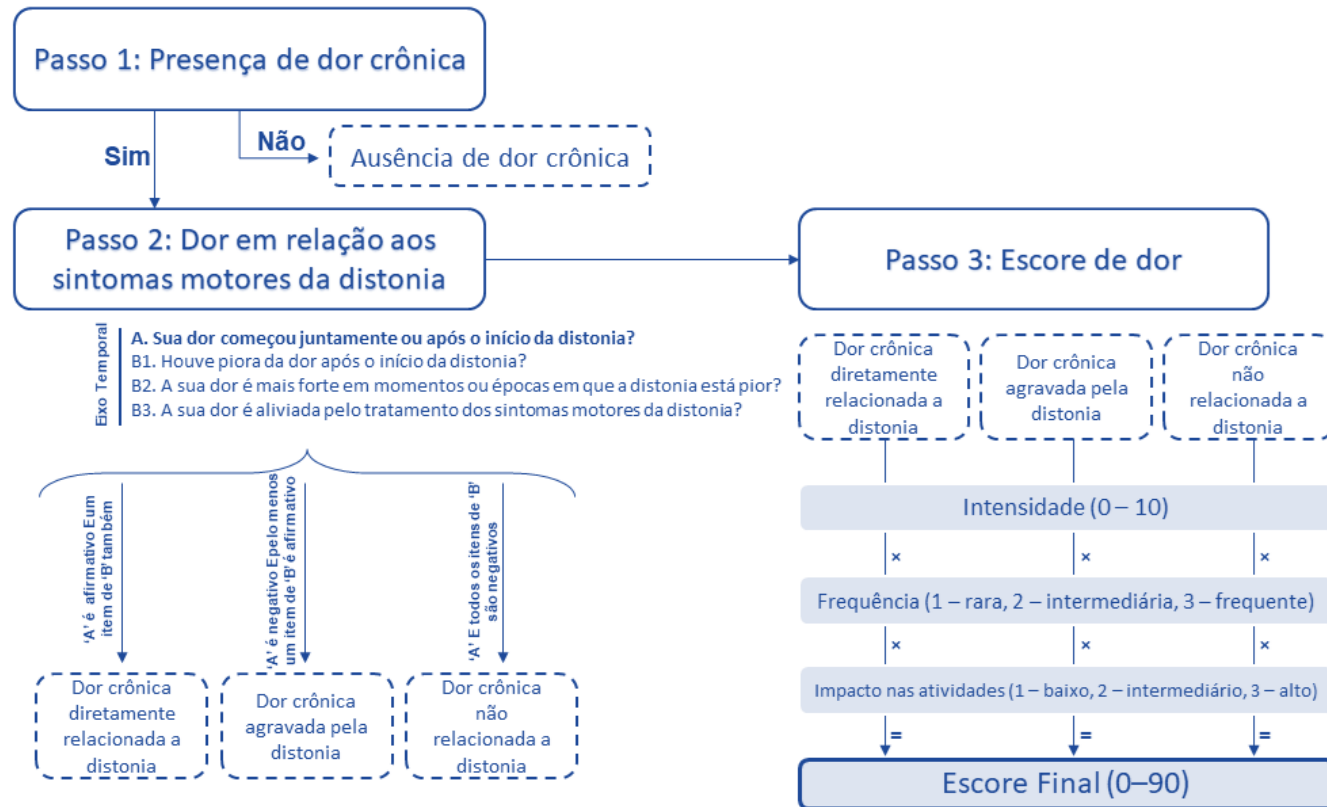 Passo 1: Presença de dor crônica
Sim
Não
Ausência de dor crônica
Passo 2: Dor em relação aos
sintomas motores da distonia
Eixo Temporal
A. Sua dor começou juntamente ou após o início da distonia?
B1. Houve piora da dor após o início da distonia?
B2. A sua dor é mais forte em momentos ou épocas em que a distonia está pior?
B3. A sua dor é aliviada pelo tratamento dos sintomas motores da distonia?
'A' é afirmativo Eum
item de 'B' também
'A' é negativo Epelo menos
um item de 'B' é afirmativo
'A' E todos os itens de 'B'
são negativos
Dor crônica
diretamente
relacionada a
distonia
Dor crônica
agravada pela
distonia
Dor crônica
não
relacionada a
distonia
Passo 3: Escore de dor
Dor crônica
diretamente
relacionada a
distonia
Dor crônica
agravada pela
distonia
Dor crônica
não
relacionada a
distonia
Intensidade (0 – 10)
× × ×
Frequência (1 – rara, 2 – intermediária, 3 – frequente)
× × ×
Impacto nas atividades (1 – baixo, 2 – intermediário, 3 – alto)
= = =
Escore Final (0–90)